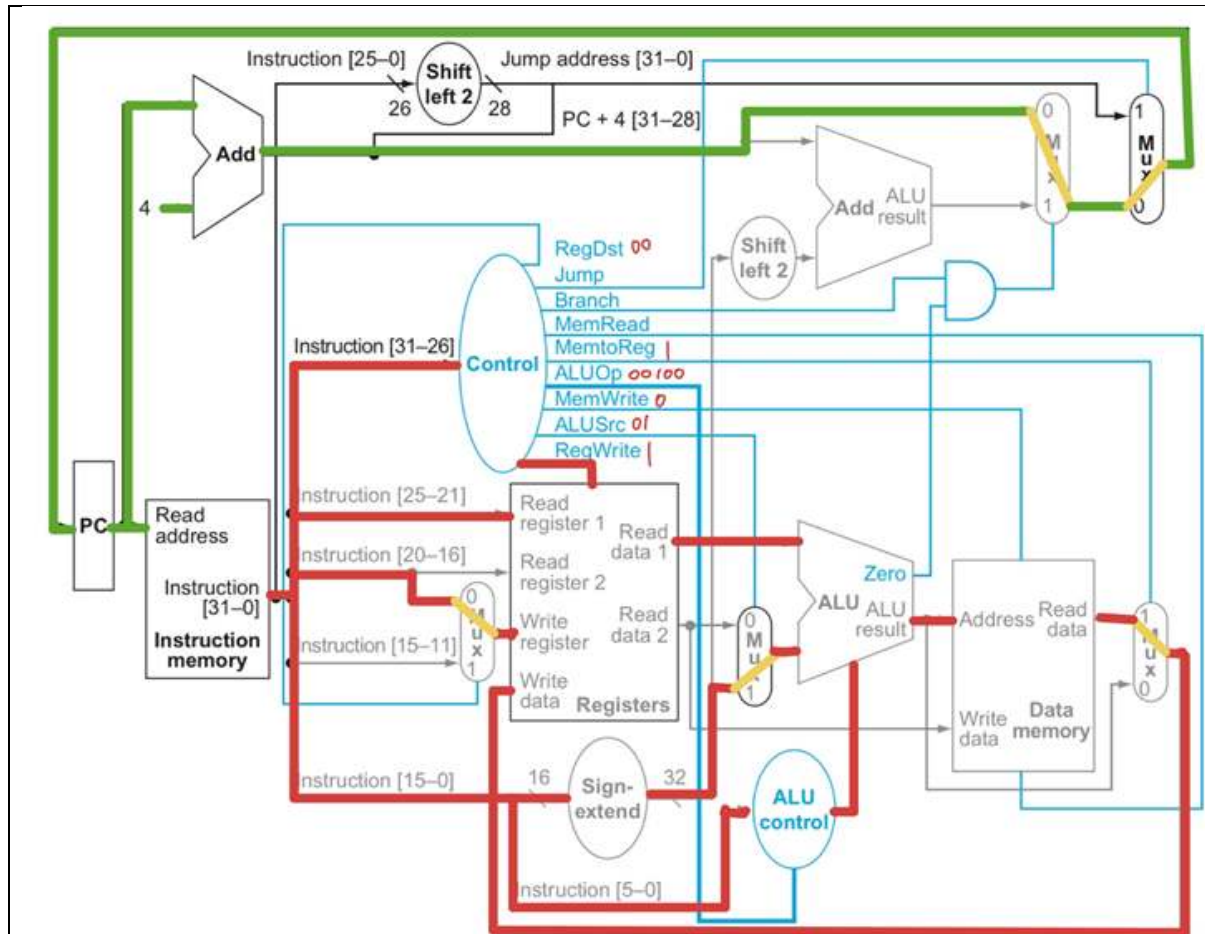 Instruction [25–0]
Shift left 2
Jump address [31–0]
26
28
PC + 4 [31–28]
Add
4
0
Mux
1
1
Mux
0
Add
ALU result
Shift left 2
RegDst 00
Jump
Branch
MemRead
MemtoReg 1
ALUOp 00100
MemWrite 0
ALUSrc 01
RegWrite 1
Control
Instruction [31–26]
PC
Read address
Instruction [31–0]
Instruction memory
Instruction [25–21]
Instruction [20–16]
Instruction [15–11]
0
Mux
1
Read register 1
Read register 2
Write register
Write data
Read data 1
Read data 2
Registers
0
Mux
1
Zero
ALU
ALU result
Address
Read data
Write data
Data memory
1
Mux
0
Instruction [15–0]
16
Sign-extend
32
ALU control
Instruction [5–0]